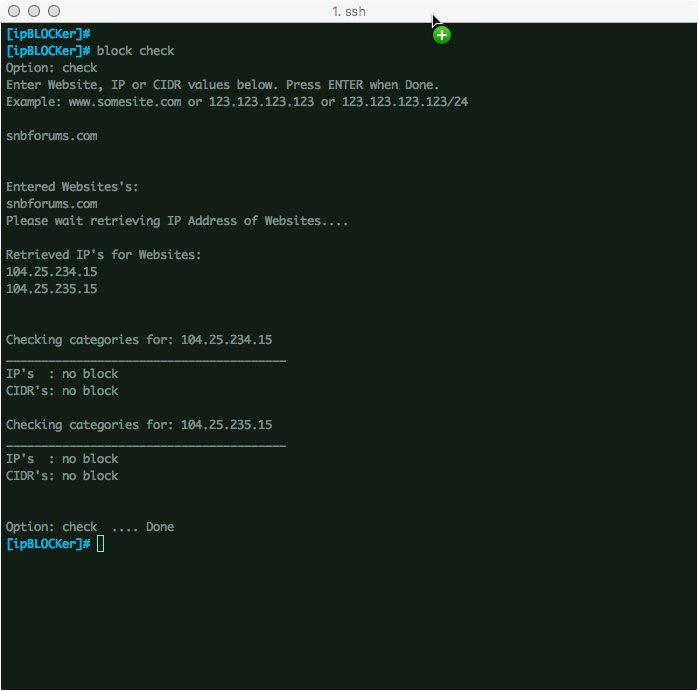 1. ssh
[ipBLOCKer]#
[ipBLOCKer]# block check
Option: check
Enter Website, IP or CIDR values below. Press ENTER when Done.
Example: www.somesite.com or 123.123.123.123 or 123.123.123.123/24
snbforums.com
Entered Websites's:
snbforums.com
Please wait retrieving IP Address of Websites....
Retrieved IP's for Websites:
104.25.234.15
104.25.235.15
Checking categories for: 104.25.234.15
________________________________________
IP's  : no block
CIDR's: no block
Checking categories for: 104.25.235.15
________________________________________
IP's  : no block
CIDR's: no block
Option: check  .... Done
[ipBLOCKer]#